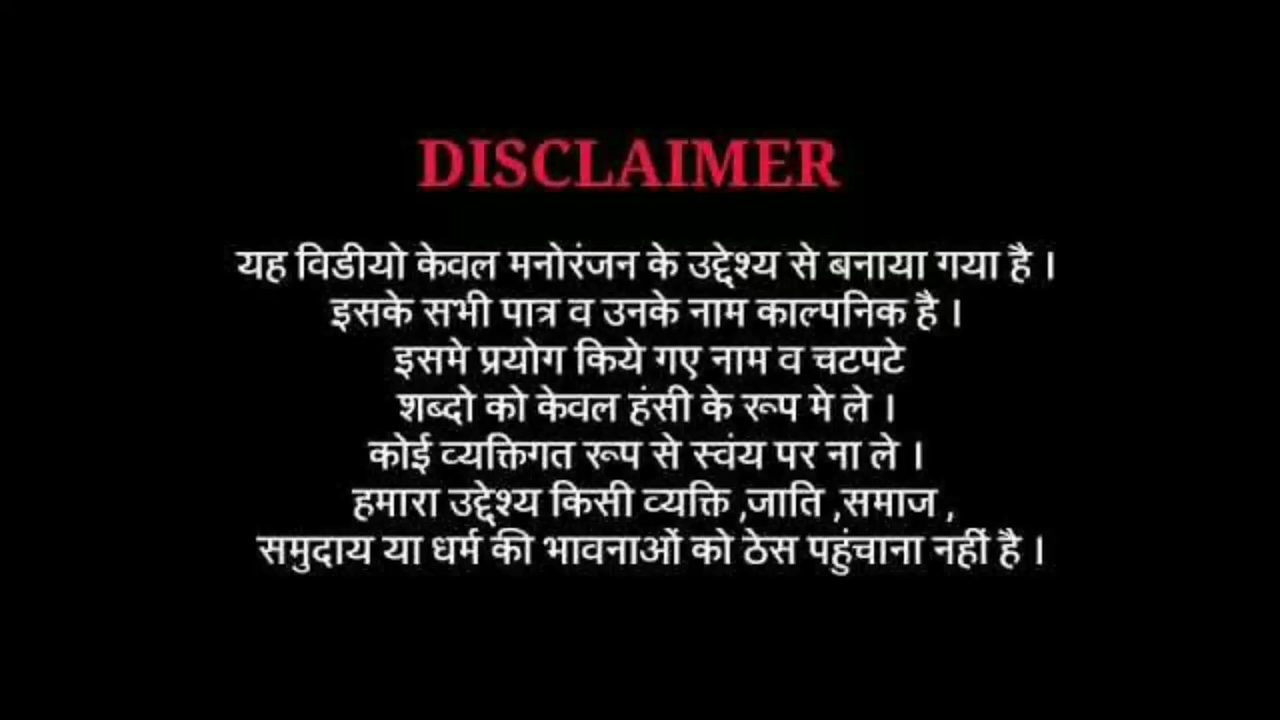 DISCLAIMER
यह विडीयो केवल मनोरंजन के उद्देश्य से बनाया गया है ।
इसके सभी पात्र व उनके नाम काल्पनिक है ।
इसमे प्रयोग किये गए नाम व चटपटे
शब्दो को केवल हंसी के रूप मे ले ।
कोई व्यक्तिगत रूप से स्वंय पर ना ले ।
हमारा उद्देश्य किसी व्यक्ति ,जाति ,समाज ,
समुदाय या धर्म की भावनाओं को ठेस पहुंचाना नहीं है ।